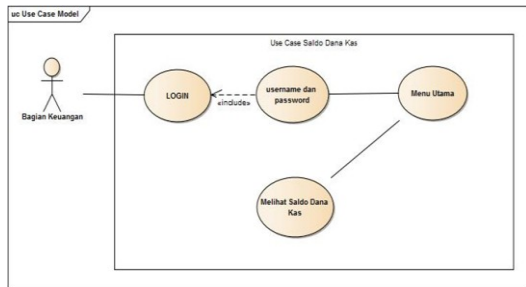 uc Use Case Model
Use Case Saldo Dana Kas
Bagian Keuangan
LOGIN
«include»
username dan
password
Menu Utama
Melihat Saldo Dana
Kas